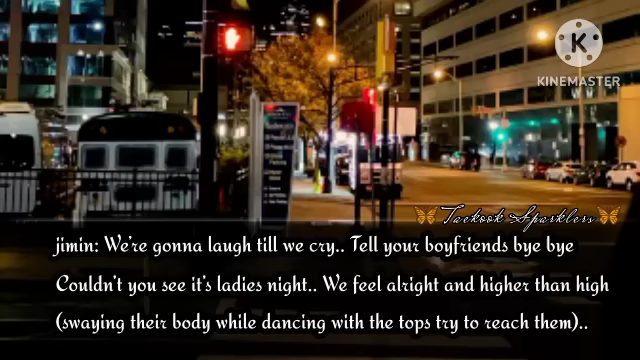 K
KINEMASTER
Taekook Sparklers
jimin: We're gonna laugh till we cry.. Tell your boyfriends bye bye
Couldn't you see it's ladies night.. We feel alright and higher than high
(swaying their body while dancing with the tops try to reach them)..